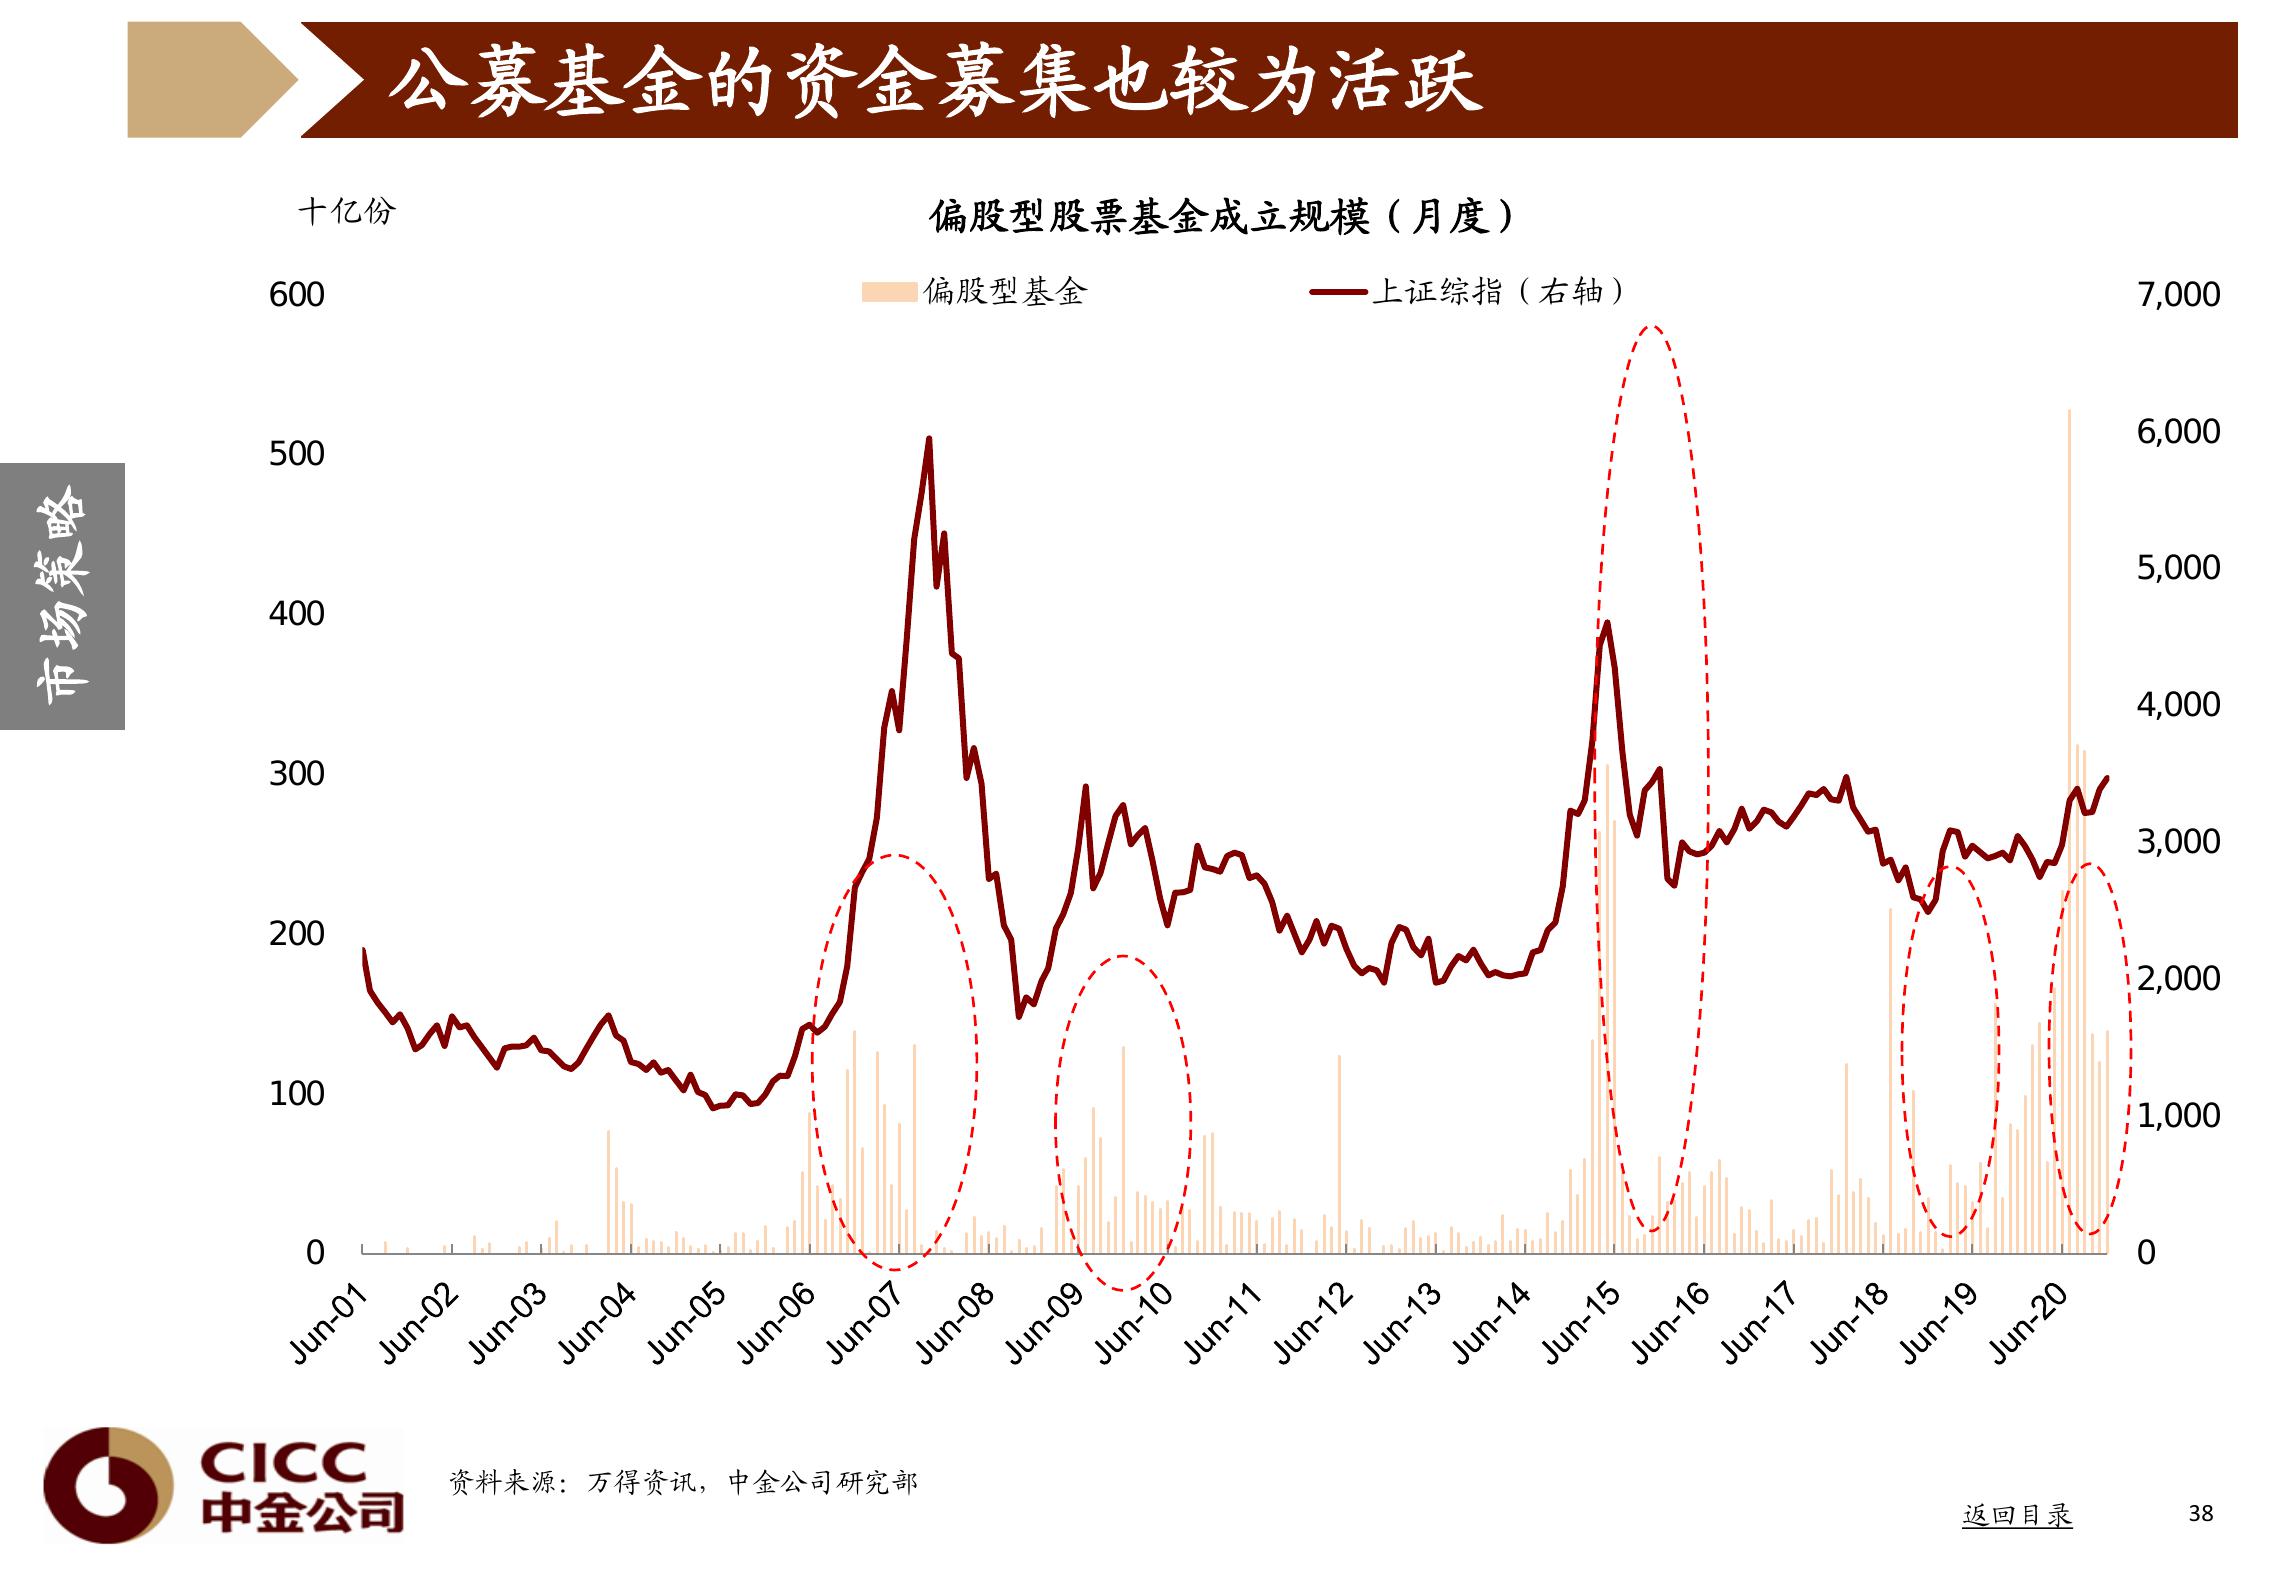 公募基金的资金募集也较为活跃
市场策略
十亿份
偏股型股票基金成立规模（月度）
偏股型基金
上证综指（右轴）
600
500
400
300
200
100
0
7,000
6,000
5,000
4,000
3,000
2,000
1,000
0
Jun-01
Jun-02
Jun-03
Jun-04
Jun-05
Jun-06
Jun-07
Jun-08
Jun-09
Jun-10
Jun-11
Jun-12
Jun-13
Jun-14
Jun-15
Jun-16
Jun-17
Jun-18
Jun-19
Jun-20
CICC
中金公司
资料来源：万得资讯，中金公司研究部
返回目录
38